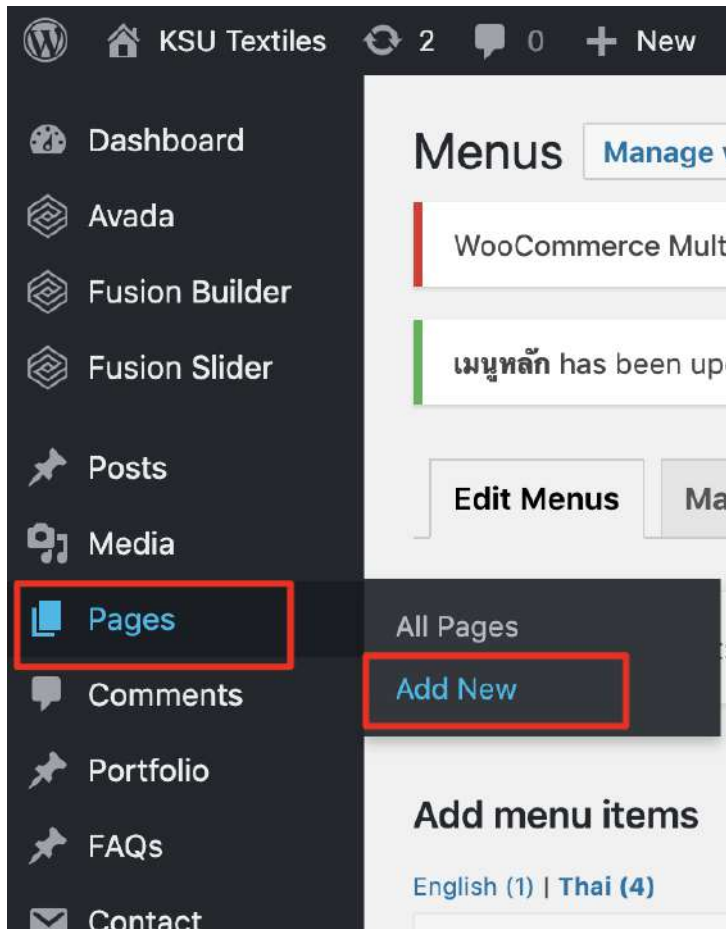 KSU Textiles 2 0 + New
Dashboard
Avada
Fusion Builder
Fusion Slider
Posts
Media
Pages
Comments
Portfolio
FAQs
Contact
Menus Manage
WooCommerce Mult
เมนูหลัก has been up
Edit Menus Ma
All Pages
Add New
Add menu items
English (1) | Thai (4)